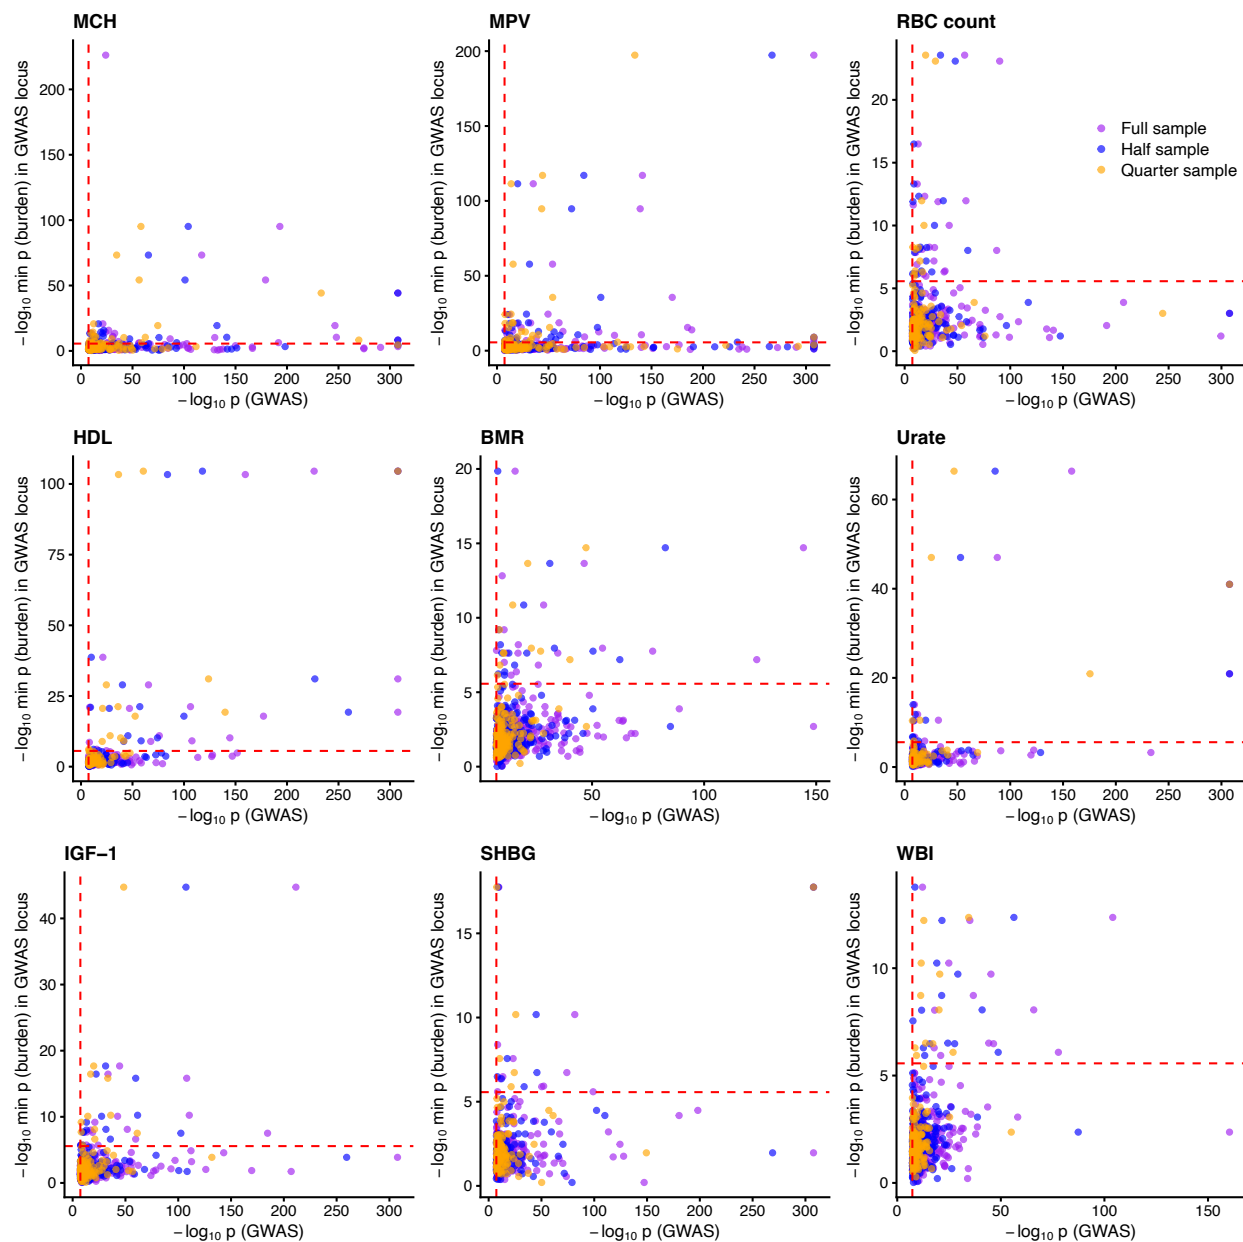 MCH
−log10 min p (burden) in GWAS locus
200
150
100
50
0
0 50 100 150 200 250 300
−log10 p (GWAS)
MPV
−log10 min p (burden) in GWAS locus
200
150
100
50
0
0 50 100 150 200 250 300
−log10 p (GWAS)
RBC count
−log10 min p (burden) in GWAS locus
20
15
10
5
0
0 50 100 150 200 250 300
−log10 p (GWAS)
Full sample
Half sample
Quarter sample
HDL
−log10 min p (burden) in GWAS locus
100
75
50
25
0
0 50 100 150 200 250 300
−log10 p (GWAS)
BMR
−log10 min p (burden) in GWAS locus
20
15
10
5
0
50 100 150
−log10 p (GWAS)
Urate
−log10 min p (burden) in GWAS locus
60
40
20
0
0 50 100 150 200 250 300
−log10 p (GWAS)
IGF−1
−log10 min p (burden) in GWAS locus
40
30
20
10
0
0 50 100 150 200 250 300
−log10 p (GWAS)
SHBG
−log10 min p (burden) in GWAS locus
15
10
5
0
0 50 100 150 200 250 300
−log10 p (GWAS)
WBI
−log10 min p (burden) in GWAS locus
10
5
0
0 50 100 150
−log10 p (GWAS)